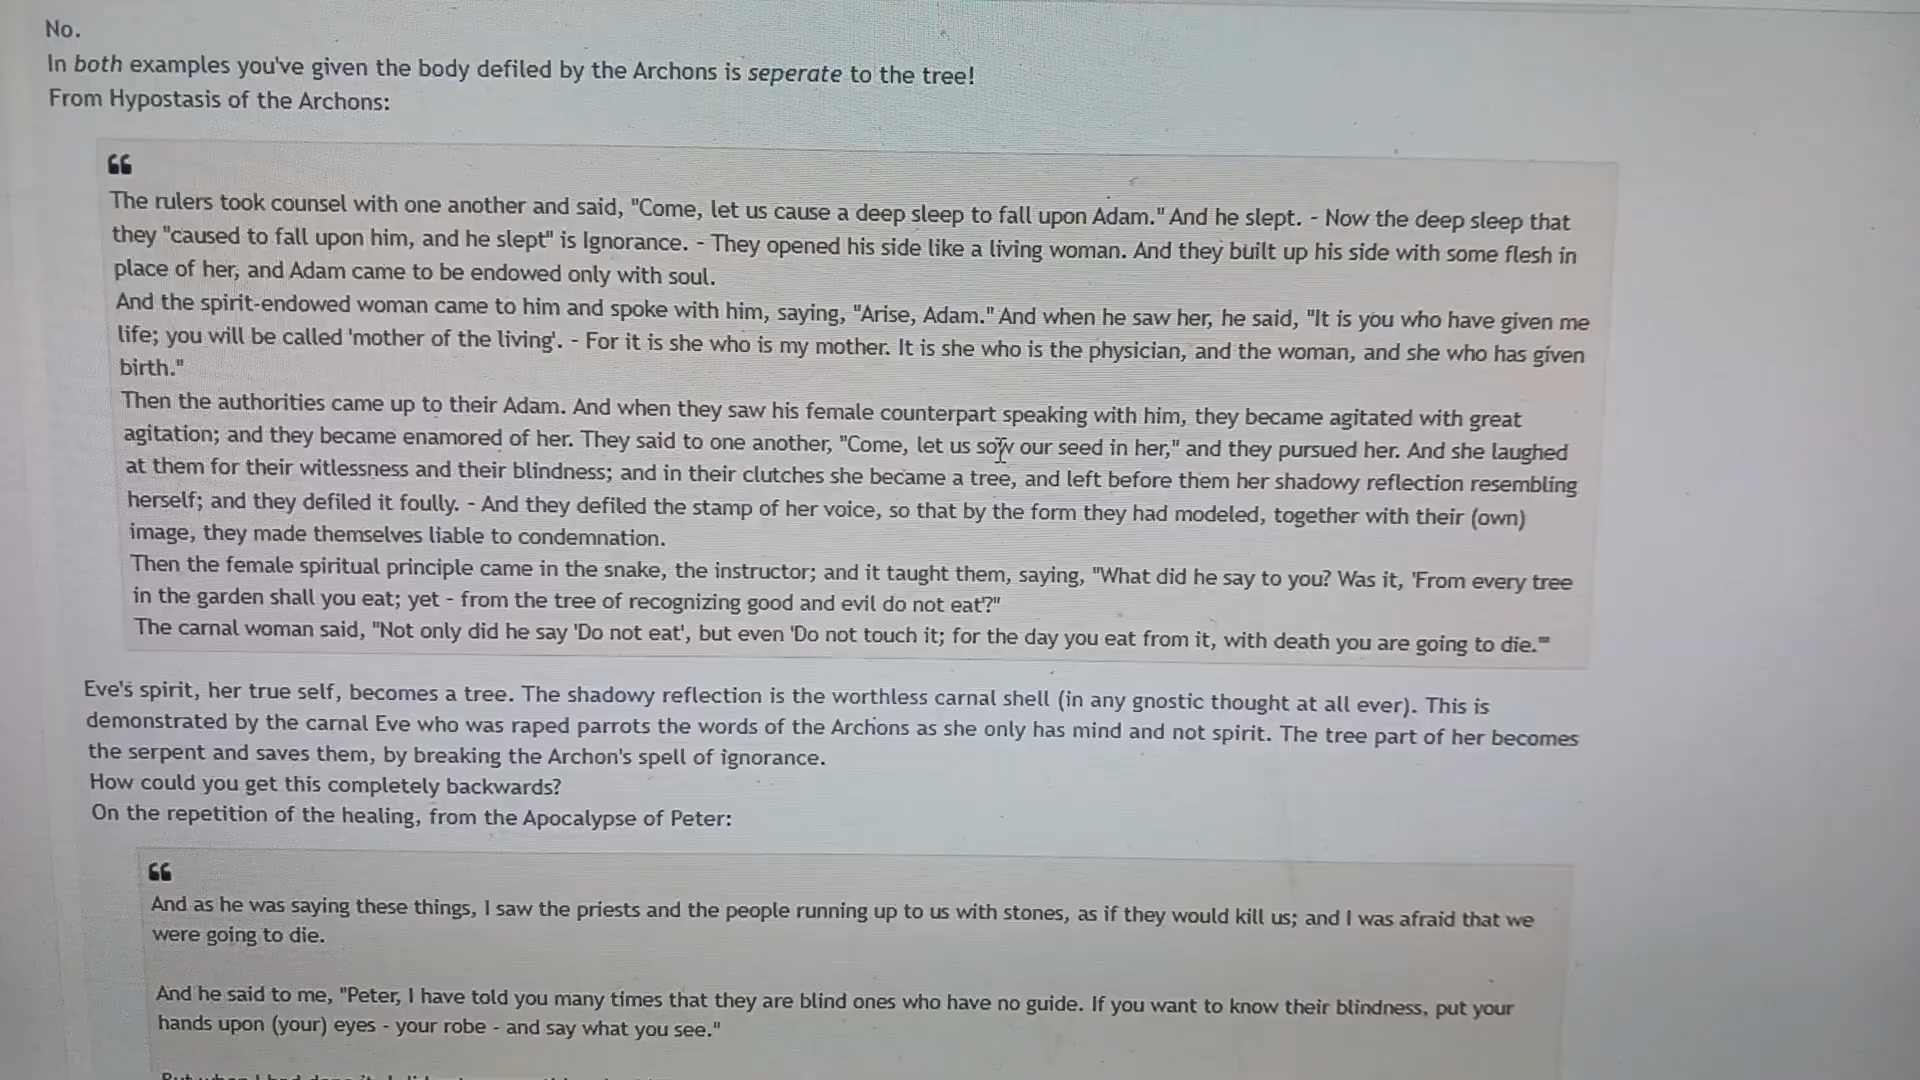 No.
In both examples you've given the body defiled by the Archons is seperate to the tree!
From Hypostasis of the Archons:
The rulers took counsel with one another and said, "Come, let us cause a deep sleep to fall upon Adam." And he slept. - Now the deep sleep that
they "caused to fall upon him, and he slept" is Ignorance. - They opened his side like a living woman. And they built up his side with some flesh in
place of her, and Adam came to be endowed only with soul.
And the spirit-endowed woman came to him and spoke with him, saying, "Arise, Adam." And when he saw her, he said, "It is you who have given me
life; you will be called 'mother of the living'. - For it is she who is my mother. It is she who is the physician, and the woman, and she who has given
birth."
Then the authorities came up to their Adam. And when they saw his female counterpart speaking with him, they became agitated with great
agitation; and they became enamored of her. They said to one another, "Come, let us sow our seed in her," and they pursued her. And she laughed
at them for their witlessness and their blindness; and in their clutches she became a tree, and left before them her shadowy reflection resembling
herself; and they defiled it foully. - And they defiled the stamp of her voice, so that by the form they had modeled, together with their (own)
image, they made themselves liable to condemnation.
Then the female spiritual principle came in the snake, the instructor; and it taught them, saying, "What did he say to you? Was it, 'From every tree
in the garden shall you eat; yet - from the tree of recognizing good and evil do not eat'?"
The carnal woman said, "Not only did he say 'Do not eat', but even 'Do not touch it; for the day you eat from it, with death you are going to die.'"
Eve's spirit, her true self, becomes a tree. The shadowy reflection is the worthless carnal shell (in any gnostic thought at all ever). This is
demonstrated by the carnal Eve who was raped parrots the words of the Archons as she only has mind and not spirit. The tree part of her becomes
the serpent and saves them, by breaking the Archon's spell of ignorance.
How could you get this completely backwards?
On the repetition of the healing, from the Apocalypse of Peter:
And as he was saying these things, I saw the priests and the people running up to us with stones, as if they would kill us; and I was afraid that we
were going to die.
And he said to me, "Peter, I have told you many times that they are blind ones who have no guide. If you want to know their blindness, put your
hands upon (your) eyes - your robe - and say what you see."